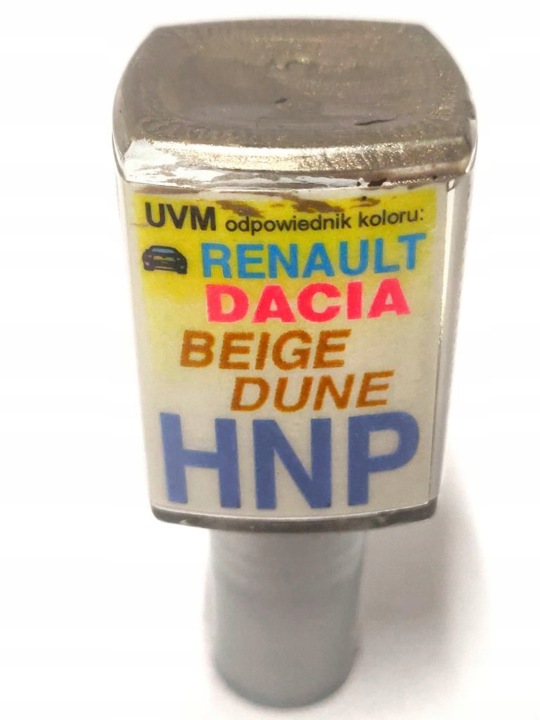 UVM odpowiednik koloru:
RENAULT
DACIA
BEIGE
DUNE
HNP